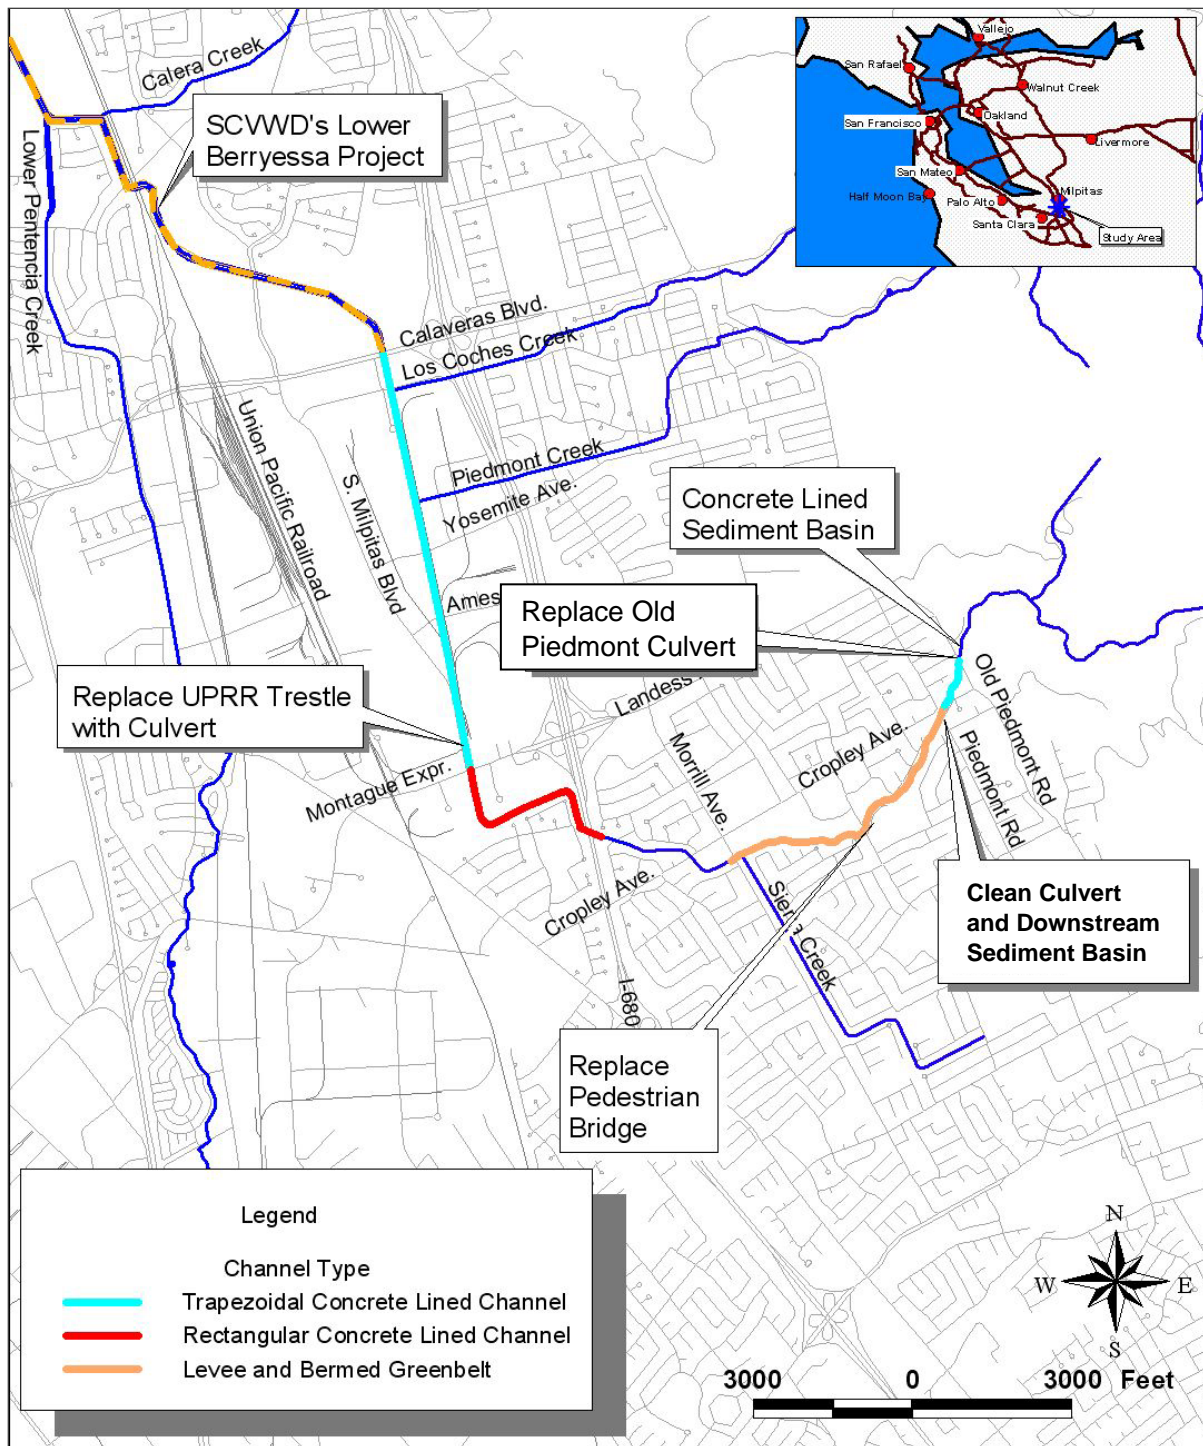 Calera Creek
SCVWD's Lower
Berryessa Project
Lower Pentencia Creek
Vallejo
San Rafael
Walnut Creek
San Francisco
Oakland
Livermore
San Mateo
Half Moon Bay
Palo Alto
Milpitas
Santa Clara
Study Area
Calaveras Blvd.
Los Coches Creek
Union Pacific Railroad
S. Milpitas Blvd
Piedmont Creek
Yosemite Ave.
Ames
Concrete Lined
Sediment Basin
Replace Old
Piedmont Culvert
Replace UPRR Trestle
with Culvert
Landess
Montague Expr.
Morrill Ave.
Cropley Ave.
Old Piedmont Rd
Piedmont Rd
Cropley Ave.
Sierra Creek
Clean Culvert
and Downstream
Sediment Basin
I-680
Replace
Pedestrian
Bridge
Legend
Channel Type
Trapezoidal Concrete Lined Channel
Rectangular Concrete Lined Channel
Levee and Bermed Greenbelt
N
W
E
S
3000 0 3000 Feet